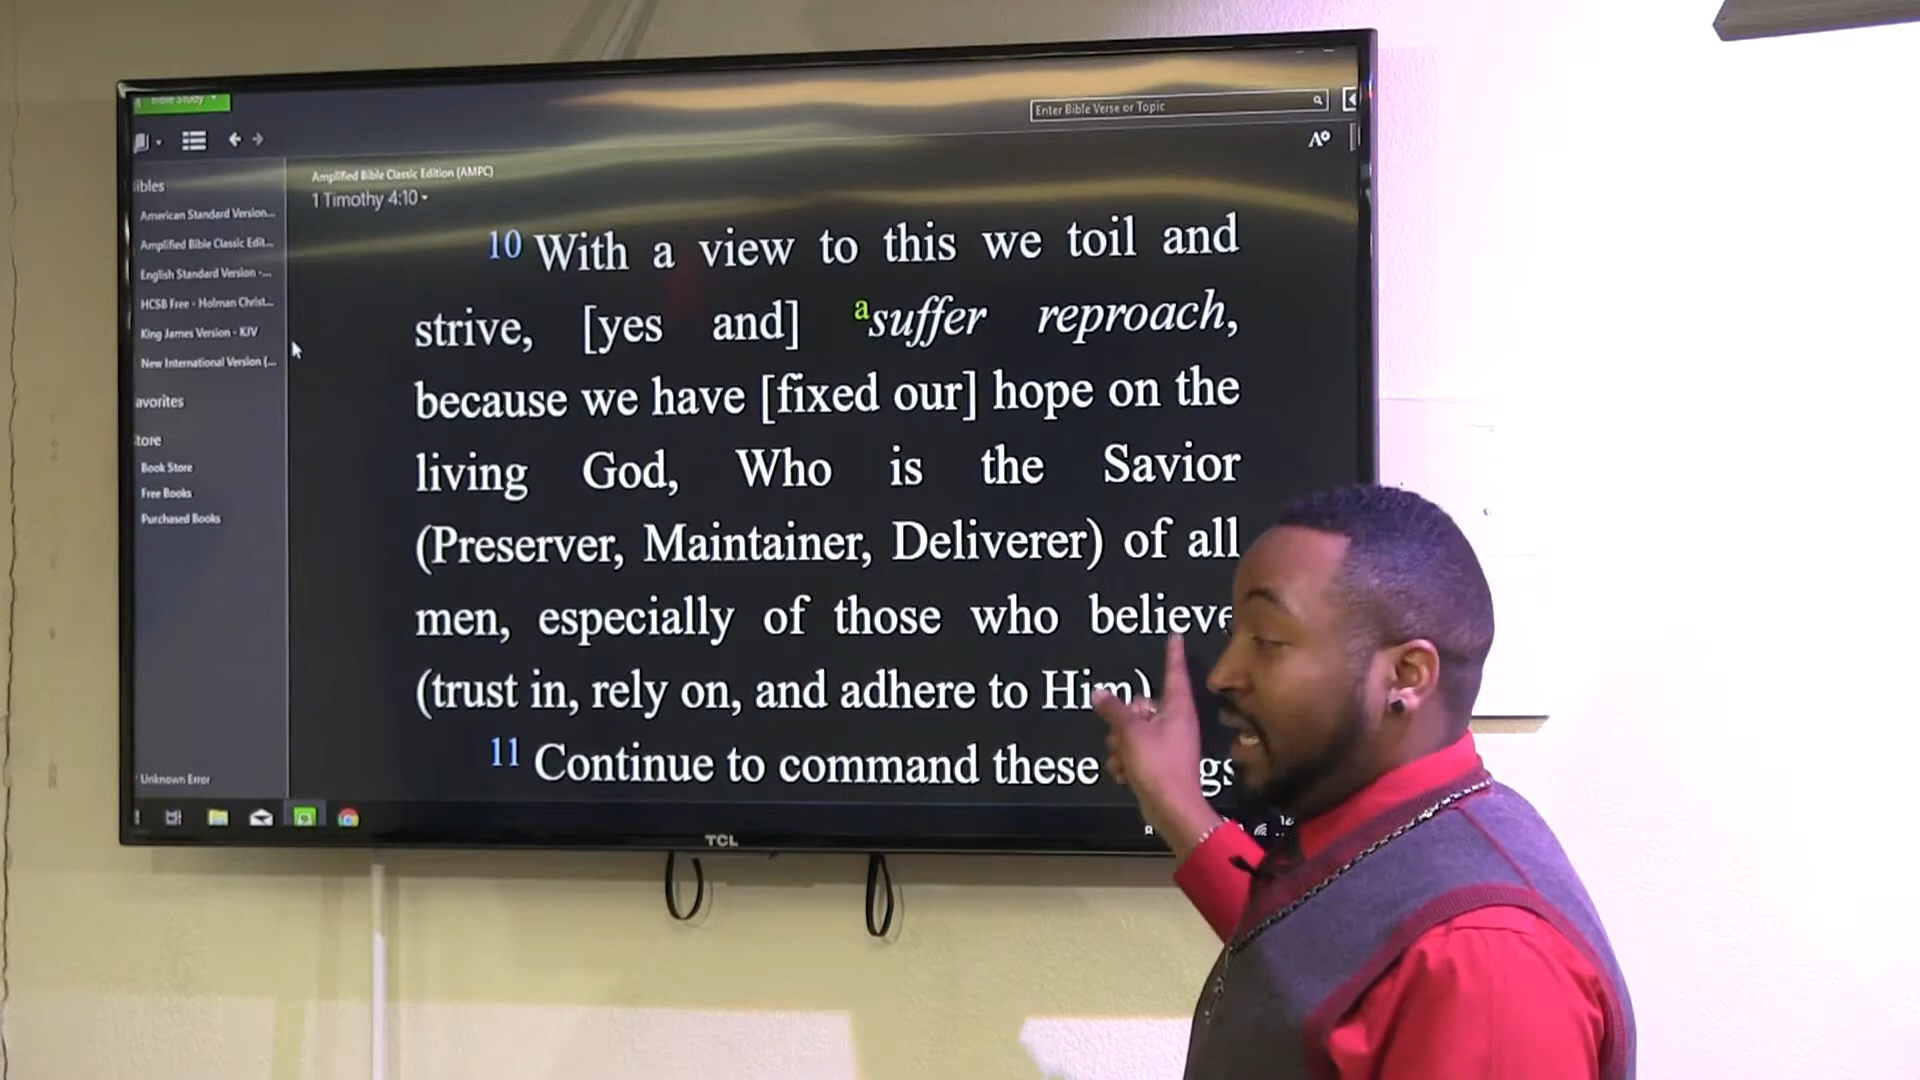 Bible Study
Enter Bible Verse or Topic
A
ibles
American Standard Version...
Amplified Bible Classic Edit...
English Standard Version -...
HCSB Free - Holman Christ...
King James Version - KJV
New International Version (...
avorites
tore
Book Store
Free Books
Purchased Books
Unknown Error
Amplified Bible Classic Edition (AMPC)
1 Timothy 4:10
10 With a view to this we toil and
strive, [yes and] a suffer reproach,
because we have [fixed our] hope on the
living God, Who is the Savior
(Preserver, Maintainer, Deliverer) of all
men, especially of those who believe
(trust in, rely on, and adhere to Him)
11 Continue to command these
TCL